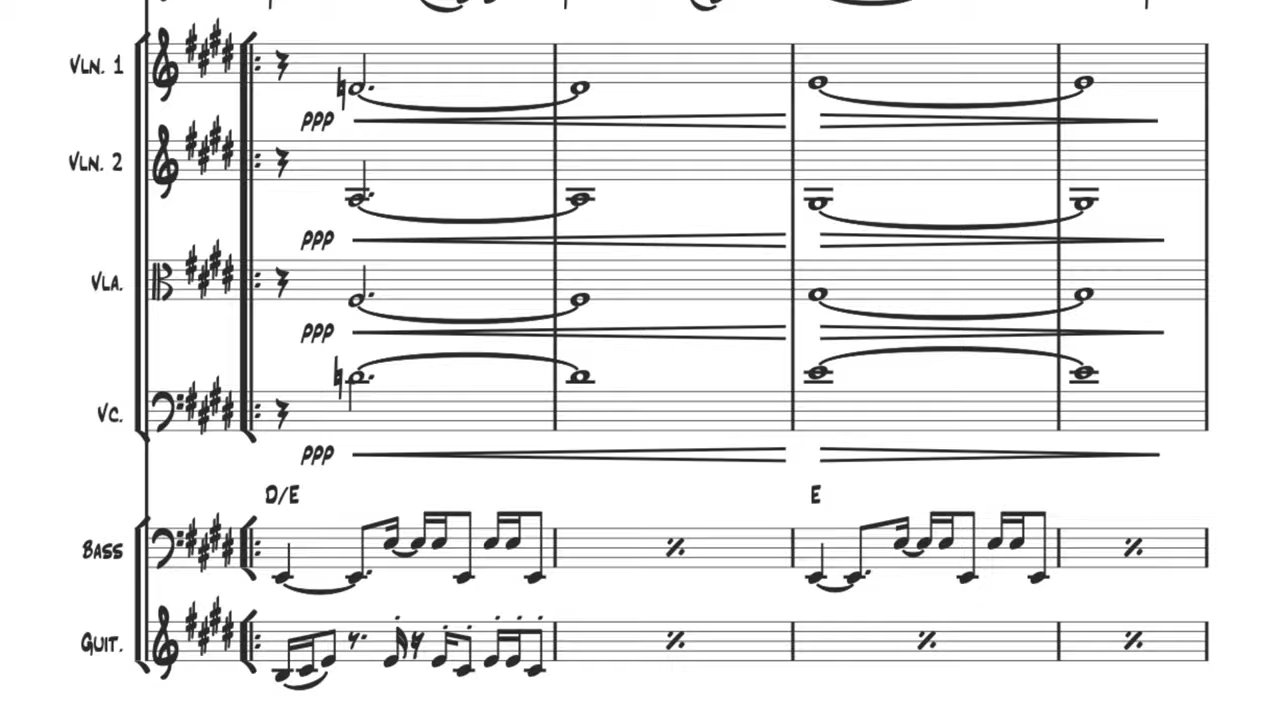 VLN. 1
ppp
VLN. 2
ppp
VLA.
ppp
VC.
ppp
D/E E
BASS
GUIT.